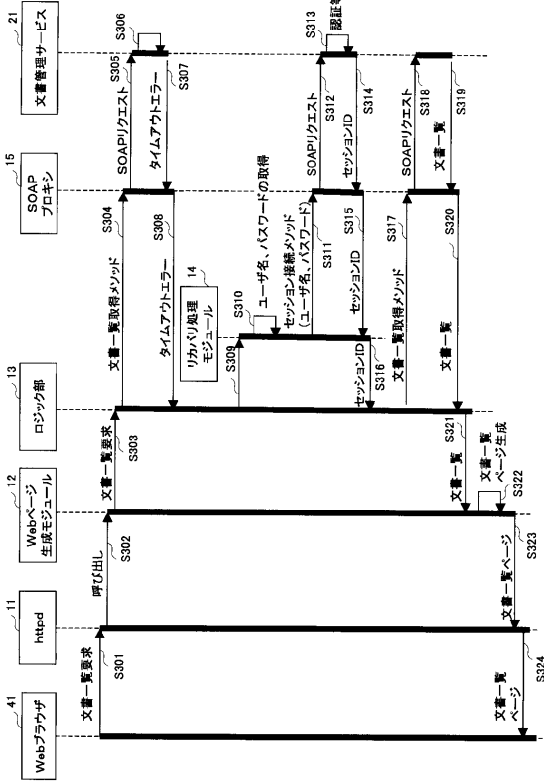 41
Webブラウザ
11
httpd
12
Webページ
生成モジュール
13
ロジック部
14
リカバリ処理
モジュール
15
SOAP
プロキシ
21
文書管理サービス
文書一覧要求
S301
呼び出し
S302
文書一覧要求
S303
文書一覧取得メソッド
S304
SOAPリクエスト
S305
S306
タイムアウトエラー
S307
タイムアウトエラー
S308
S309
S310
ユーザ名、パスワードの取得
セッション接続メソッド
(ユーザ名、パスワード)
S311
SOAPリクエスト
S312
S313
セッションID
S314
セッションID
S315
セッションID
S316
文書一覧取得メソッド
S317
SOAPリクエスト
S318
文書一覧
S319
文書一覧
S320
文書一覧
S321
文書一覧
ページ生成
S322
文書一覧ページ
S323
文書一覧
ページ
S324